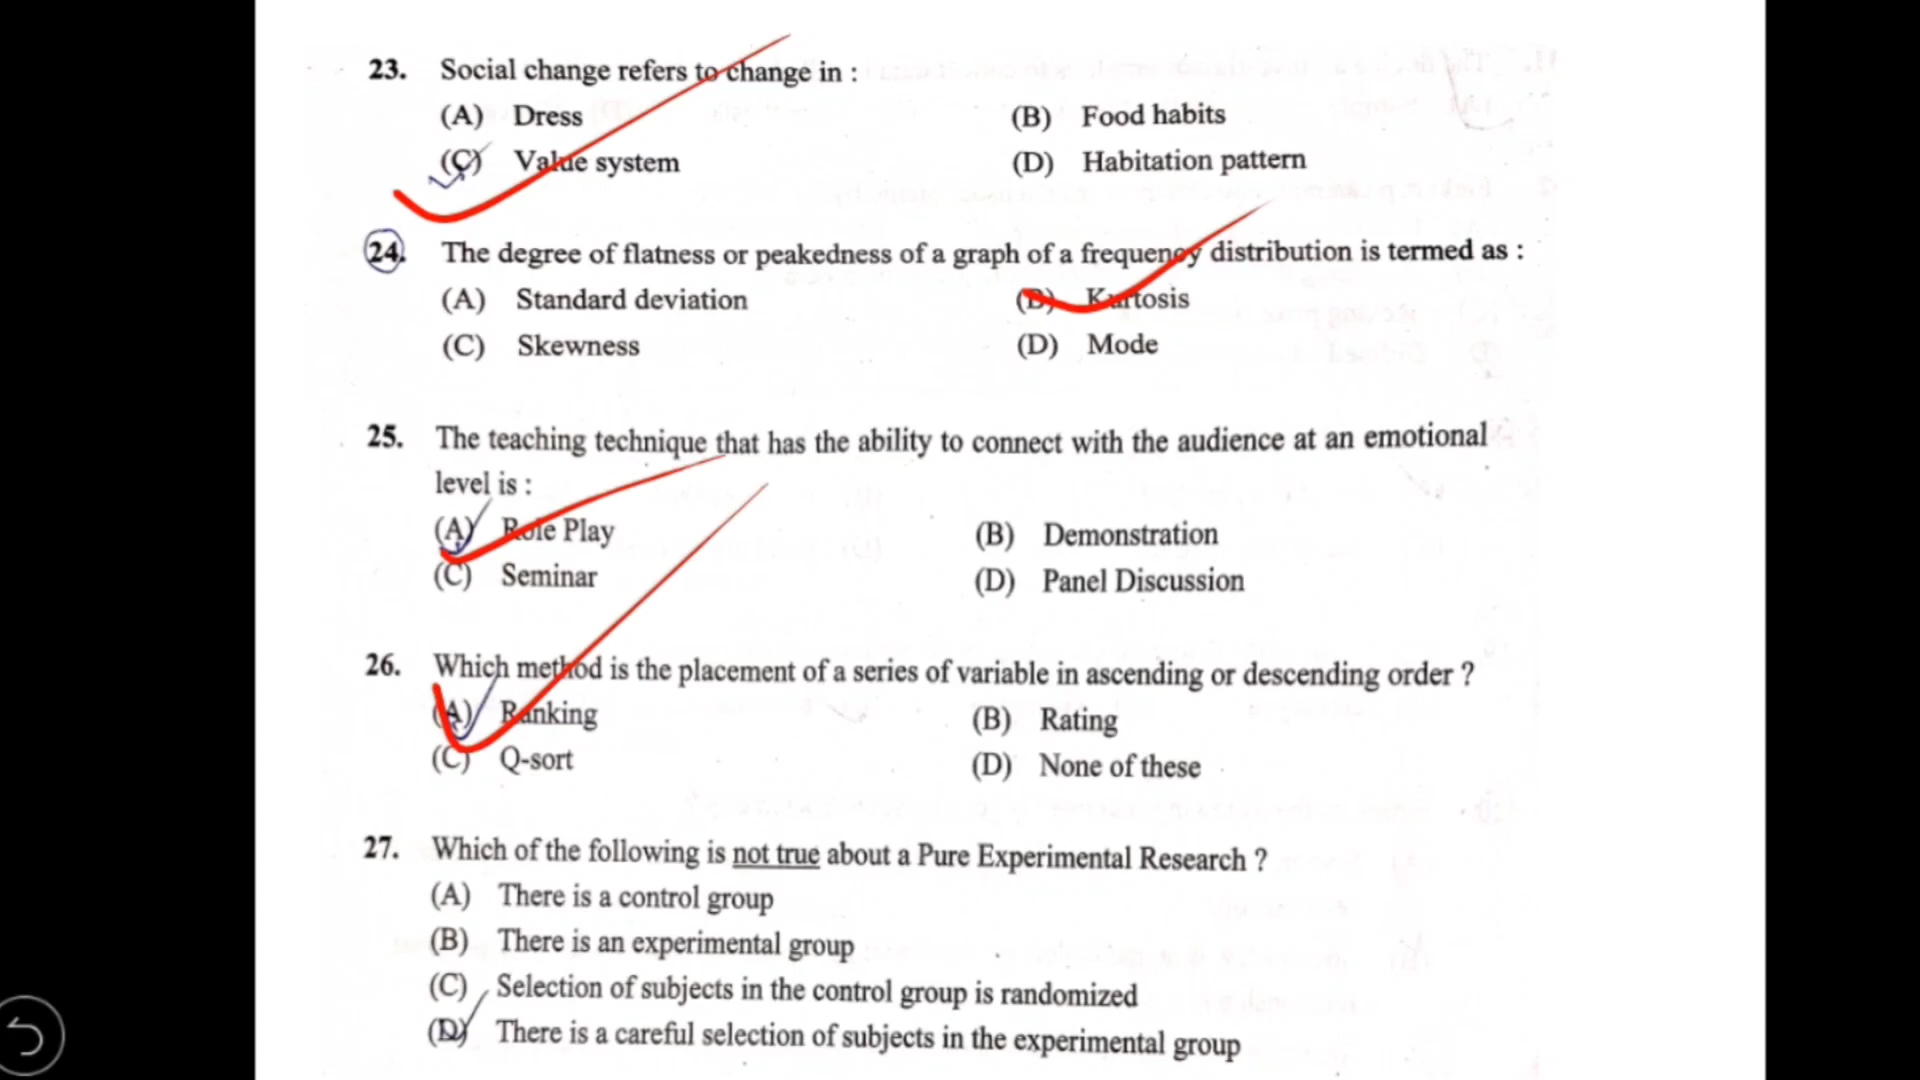 23. Social change refers to change in :
(A) Dress (B) Food habits
(C) Value system (D) Habitation pattern
24. The degree of flatness or peakedness of a graph of a frequency distribution is termed as :
(A) Standard deviation (B) Kurtosis
(C) Skewness (D) Mode
25. The teaching technique that has the ability to connect with the audience at an emotional
level is :
(A) Role Play (B) Demonstration
(C) Seminar (D) Panel Discussion
26. Which method is the placement of a series of variable in ascending or descending order ?
(A) Ranking (B) Rating
(C) Q-sort (D) None of these
27. Which of the following is not true about a Pure Experimental Research ?
(A) There is a control group
(B) There is an experimental group
(C) Selection of subjects in the control group is randomized
(D) There is a careful selection of subjects in the experimental group